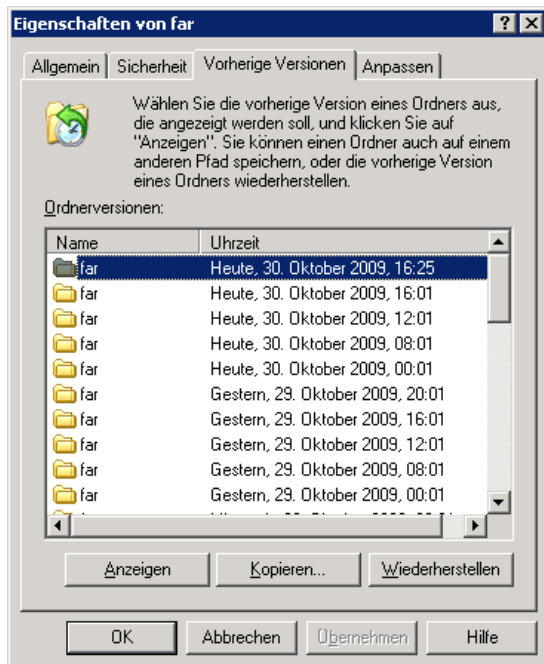 Eigenschaften von far
Allgemein Sicherheit Vorherige Versionen Anpassen
Wählen Sie die vorherige Version eines Ordners aus,
die angezeigt werden soll, und klicken Sie auf
"Anzeigen". Sie können einen Ordner auch auf einem
anderen Pfad speichern, oder die vorherige Version
eines Ordners wiederherstellen.
Ordnerversionen:
Name Uhrzeit
far Heute, 30. Oktober 2009, 16:25
far Heute, 30. Oktober 2009, 16:01
far Heute, 30. Oktober 2009, 12:01
far Heute, 30. Oktober 2009, 08:01
far Heute, 30. Oktober 2009, 00:01
far Gestern, 29. Oktober 2009, 20:01
far Gestern, 29. Oktober 2009, 16:01
far Gestern, 29. Oktober 2009, 12:01
far Gestern, 29. Oktober 2009, 08:01
far Gestern, 29. Oktober 2009, 00:01
Anzeigen Kopieren... Wiederherstellen
OK Abbrechen Übernehmen Hilfe